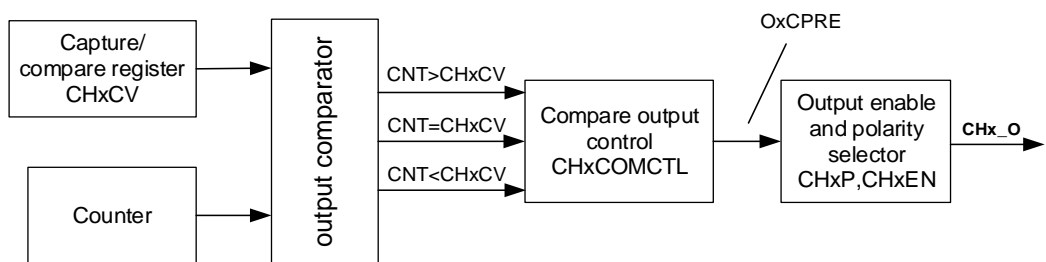 Capture/
compare register
CHxCV
Counter
output comparator
CNT>CHxCV
CNT=CHxCV
CNT<CHxCV
Compare output
control
CHxCOMCTL
OxCPRE
Output enable
and polarity
selector
CHxP,CHxEN
CHx_O